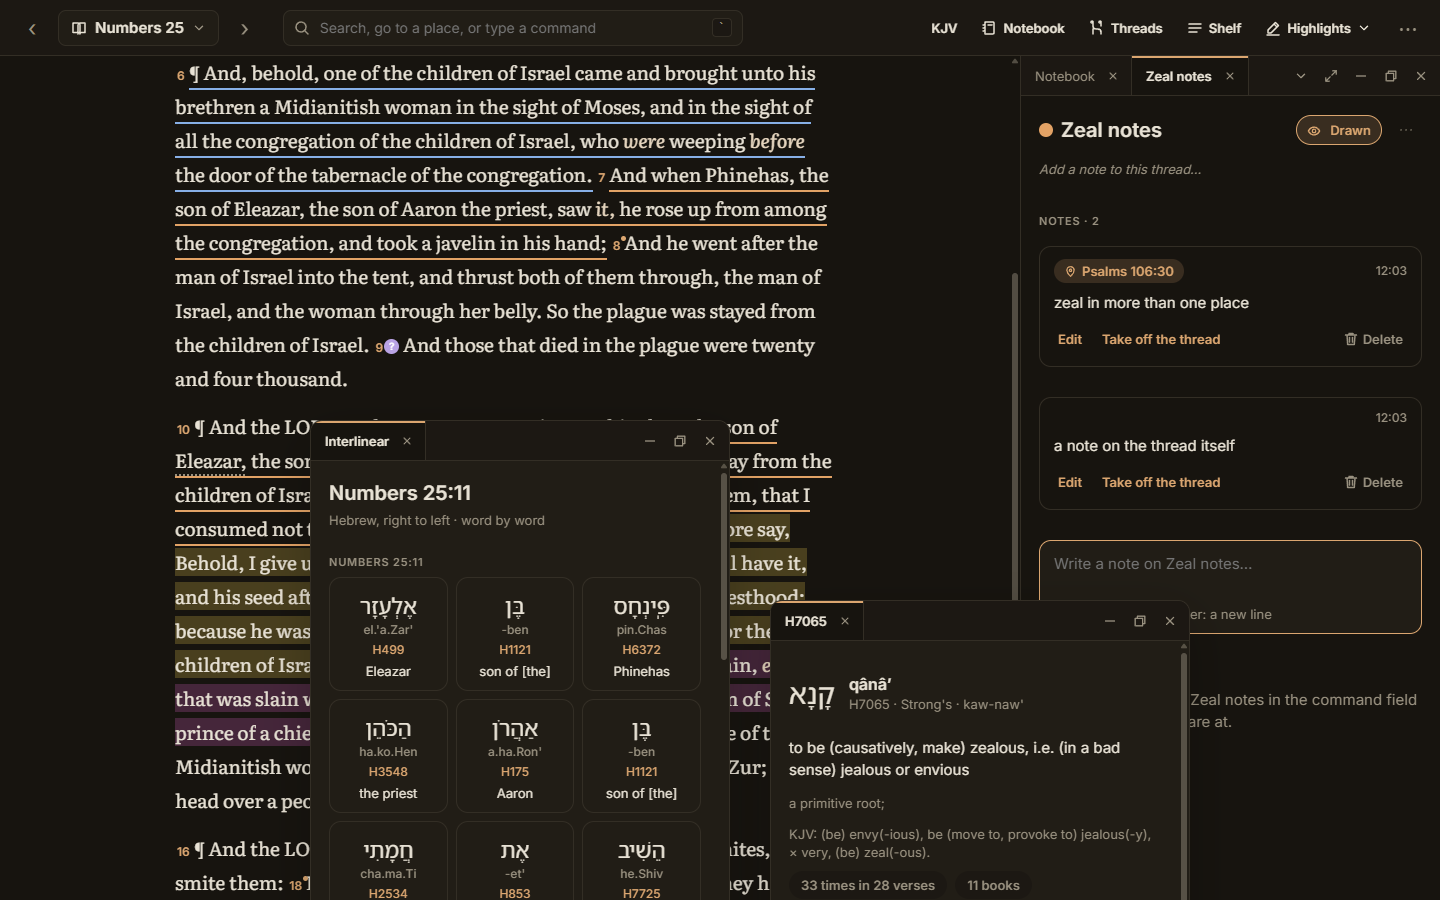 Numbers 25
Search, go to a place, or type a command
`
KJV
Notebook
Threads
Shelf
Highlights
6 ¶ And, behold, one of the children of Israel came and brought unto his
brethren a Midianitish woman in the sight of Moses, and in the sight of
all the congregation of the children of Israel, who were weeping before
the door of the tabernacle of the congregation. 7 And when Phinehas, the
son of Eleazar, the son of Aaron the priest, saw it, he rose up from among
the congregation, and took a javelin in his hand; 8 And he went after the
man of Israel into the tent, and thrust both of them through, the man of
Israel, and the woman through her belly. So the plague was stayed from
the children of Israel. 9 ? And those that died in the plague were twenty
and four thousand.
10 ¶ And the LO
son of
Eleazar, the sor
ay from the
children of Isra
em, that I
consumed not t
ore say,
Behold, I give u
l have it,
and his seed aft
esthood;
because he was
or the
children of Isra
ain, e
that was slain w
n of S
prince of a chie
e of t
Midianitish wo
Zur;
head over a peo
16 ¶ And the LO
ites,
smite them: 18
ey h
Interlinear
Numbers 25:11
Hebrew, right to left · word by word
NUMBERS 25:11
אֶלְעָזָר
בֶּן
פִּינְחָס
el.'a.Zar'
-ben
pin.Chas
H499
H1121
H6372
Eleazar
son of [the]
Phinehas
הַכֹּהֵן
אַהֲרֹן
בֶּן
ha.ko.Hen
a.ha.Ron'
-ben
H3548
H175
H1121
the priest
Aaron
son of [the]
חֲמָתִי
אֶת
הֵשִׁיב
cha.ma.Ti
-et'
he.Shiv
H2534
H853
H7725
H7065
קָנָא
qânâʼ
H7065 · Strong's · kaw-naw'
to be (causatively, make) zealous, i.e. (in a bad
sense) jealous or envious
a primitive root;
KJV: (be) envy(-ious), be (move to, provoke to) jealous(-y),
× very, (be) zeal(-ous).
33 times in 28 verses
11 books
Notebook
Zeal notes
Zeal notes
Drawn
Add a note to this thread...
NOTES · 2
Psalms 106:30
12:03
zeal in more than one place
Edit
Take off the thread
Delete
12:03
a note on the thread itself
Edit
Take off the thread
Delete
Write a note on Zeal notes...
er: a new line
Zeal notes in the command field
are at.